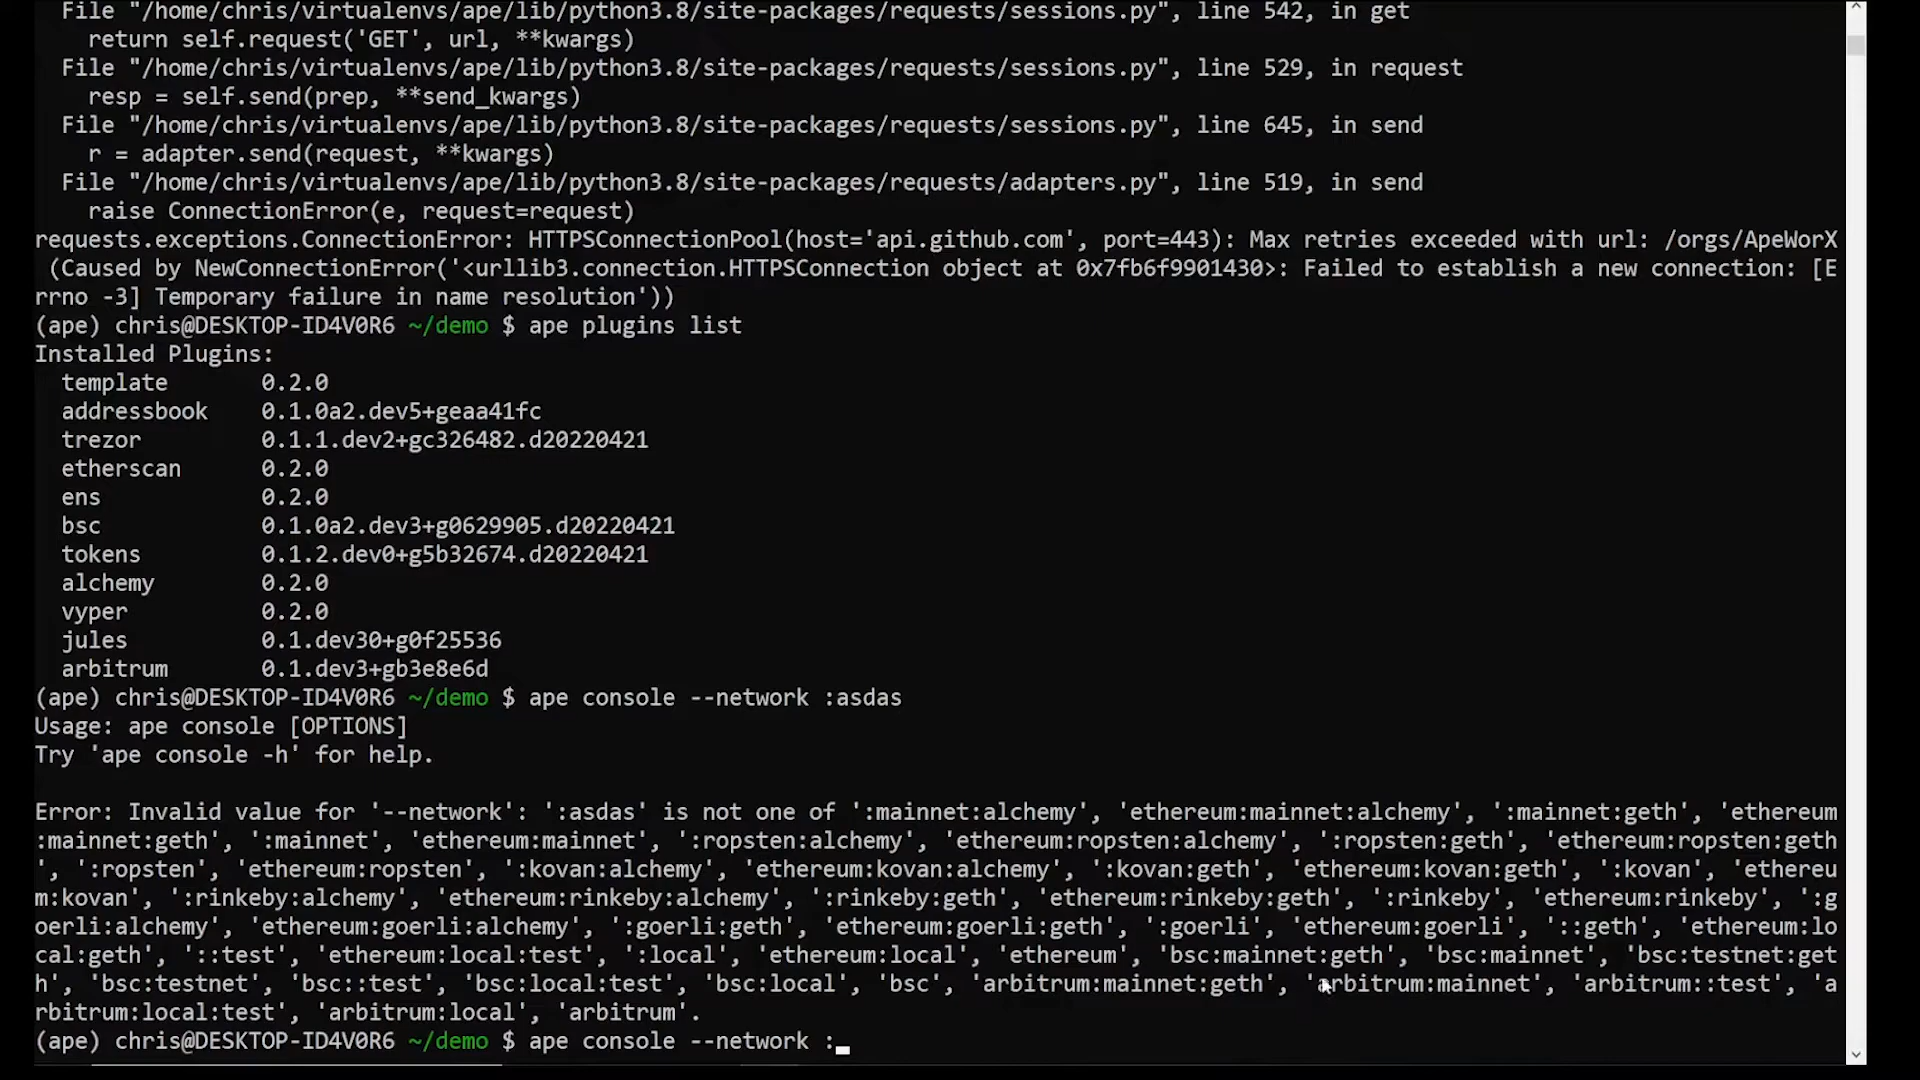 File "/home/chris/virtualenvs/ape/lib/python3.8/site-packages/requests/sessions.py", line 542, in get
return self.request('GET', url, **kwargs)
File "/home/chris/virtualenvs/ape/lib/python3.8/site-packages/requests/sessions.py", line 529, in request
resp = self.send(prep, **send_kwargs)
File "/home/chris/virtualenvs/ape/lib/python3.8/site-packages/requests/sessions.py", line 645, in send
r = adapter.send(request, **kwargs)
File "/home/chris/virtualenvs/ape/lib/python3.8/site-packages/requests/adapters.py", line 519, in send
raise ConnectionError(e, request=request)
requests.exceptions.ConnectionError: HTTPSConnectionPool(host='api.github.com', port=443): Max retries exceeded with url: /orgs/ApeWorX
(Caused by NewConnectionError('<urllib3.connection.HTTPSConnection object at 0x7fb6f9901430>: Failed to establish a new connection: [E
rrno -3] Temporary failure in name resolution'))
(ape) chris@DESKTOP-ID4V0R6 ~/demo $ ape plugins list
Installed Plugins:
template 0.2.0
addressbook 0.1.0a2.dev5+geaa41fc
trezor 0.1.1.dev2+gc326482.d20220421
etherscan 0.2.0
ens 0.2.0
bsc 0.1.0a2.dev3+g0629905.d20220421
tokens 0.1.2.dev0+g5b32674.d20220421
alchemy 0.2.0
vyper 0.2.0
jules 0.1.dev30+g0f25536
arbitrum 0.1.dev3+gb3e8e6d
(ape) chris@DESKTOP-ID4V0R6 ~/demo $ ape console --network :asdas
Usage: ape console [OPTIONS]
Try 'ape console -h' for help.
Error: Invalid value for '--network': ':asdas' is not one of ':mainnet:alchemy', 'ethereum:mainnet:alchemy', ':mainnet:geth', 'ethereum
:mainnet:geth', ':mainnet', 'ethereum:mainnet', ':ropsten:alchemy', 'ethereum:ropsten:alchemy', ':ropsten:geth', 'ethereum:ropsten:geth
', ':ropsten', 'ethereum:ropsten', ':kovan:alchemy', 'ethereum:kovan:alchemy', ':kovan:geth', 'ethereum:kovan:geth', ':kovan', 'ethereu
m:kovan', ':rinkeby:alchemy', 'ethereum:rinkeby:alchemy', ':rinkeby:geth', 'ethereum:rinkeby:geth', ':rinkeby', 'ethereum:rinkeby', ':g
oerli:alchemy', 'ethereum:goerli:alchemy', ':goerli:geth', 'ethereum:goerli:geth', ':goerli', 'ethereum:goerli', '::geth', 'ethereum:lo
cal:geth', '::test', 'ethereum:local:test', ':local', 'ethereum:local', 'ethereum', 'bsc:mainnet:geth', 'bsc:mainnet', 'bsc:testnet:get
h', 'bsc:testnet', 'bsc::test', 'bsc:local:test', 'bsc:local', 'bsc', 'arbitrum:mainnet:geth', 'arbitrum:mainnet', 'arbitrum::test', 'a
rbitrum:local:test', 'arbitrum:local', 'arbitrum'.
(ape) chris@DESKTOP-ID4V0R6 ~/demo $ ape console --network :